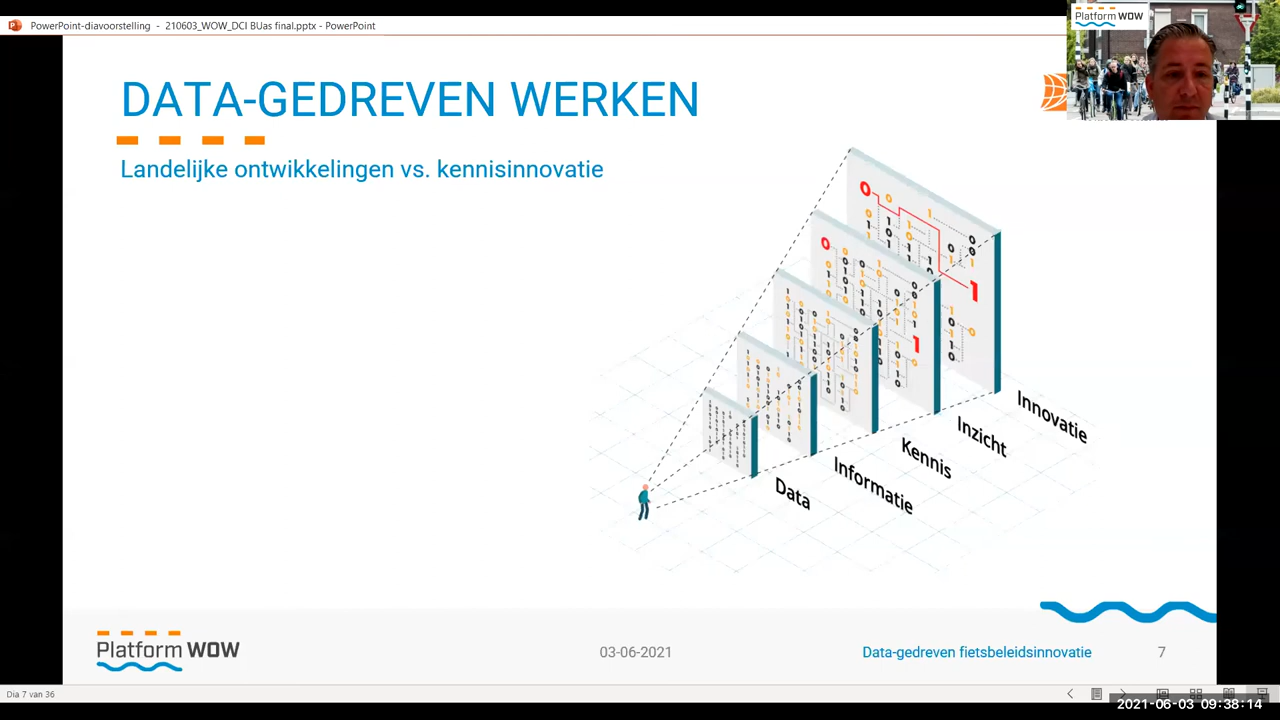 PowerPoint-diavoorstelling - 210603_WOW_DCI BUas final.pptx - PowerPoint
Platform WOW
DATA-GEDREVEN WERKEN
Landelijke ontwikkelingen vs. kennisinnovatie
Innovatie
Inzicht
Kennis
Informatie
Data
Platform WOW
03-06-2021
Data-gedreven fietsbeleidsinnovatie
7
Dia 7 van 36
2021-06-03 09:38:14